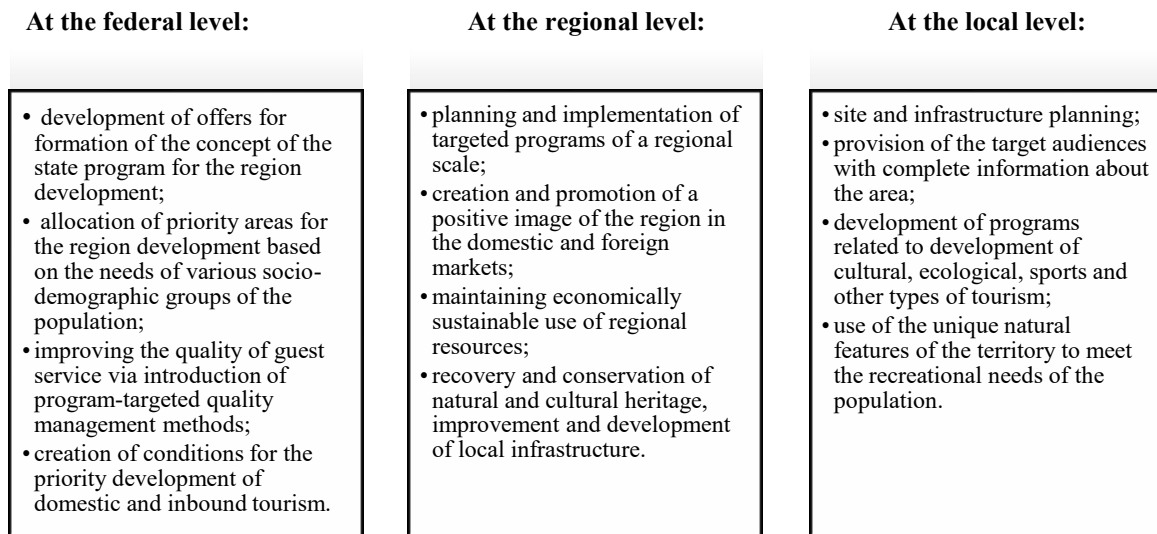 At the federal level:
• development of offers for
formation of the concept of the
state program for the region
development;
• allocation of priority areas for
the region development based
on the needs of various socio-
demographic groups of the
population;
• improving the quality of guest
service via introduction of
program-targeted quality
management methods;
• creation of conditions for the
priority development of
domestic and inbound tourism.
At the regional level:
• planning and implementation of
targeted programs of a regional
scale;
• creation and promotion of a
positive image of the region in
the domestic and foreign
markets;
• maintaining economically
sustainable use of regional
resources;
• recovery and conservation of
natural and cultural heritage,
improvement and development
of local infrastructure.
At the local level:
• site and infrastructure planning;
• provision of the target audiences
with complete information about
the area;
• development of programs
related to development of
cultural, ecological, sports and
other types of tourism;
• use of the unique natural
features of the territory to meet
the recreational needs of the
population.